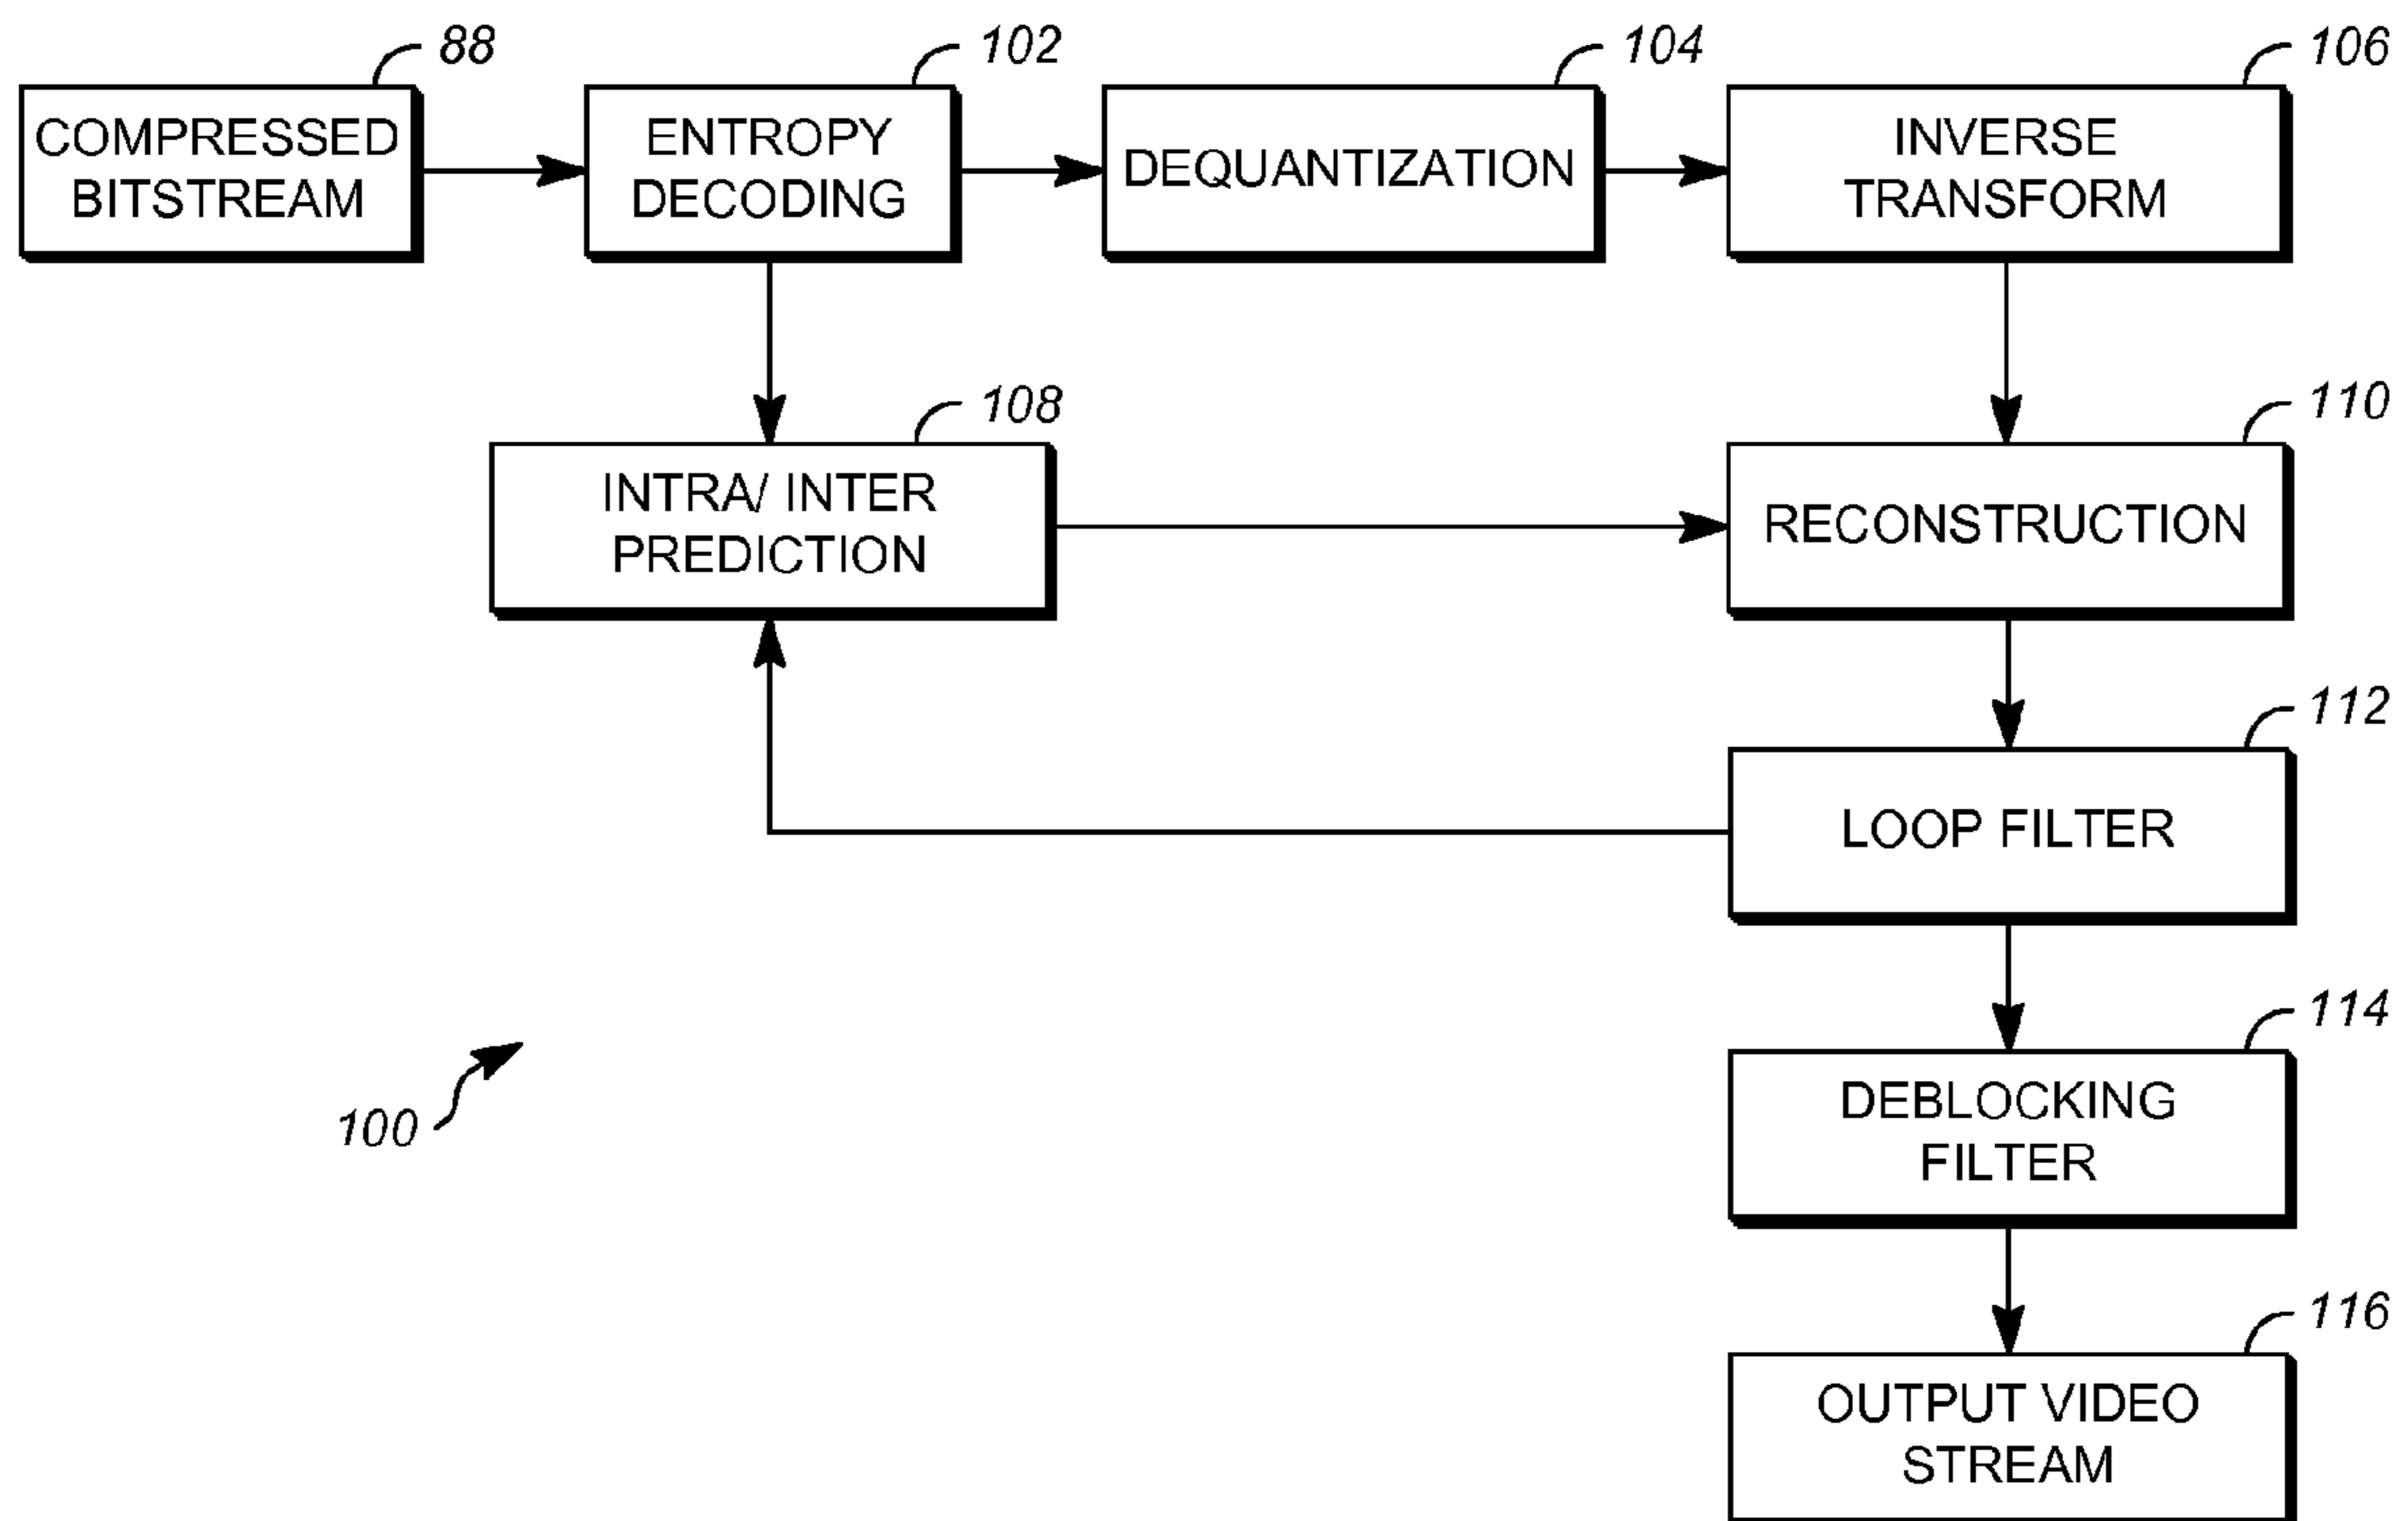 88
102
104
106
COMPRESSED
BITSTREAM
ENTROPY
DECODING
DEQUANTIZATION
INVERSE
TRANSFORM
108
110
INTRA/ INTER
PREDICTION
RECONSTRUCTION
112
LOOP FILTER
114
100
DEBLOCKING
FILTER
116
OUTPUT VIDEO
STREAM